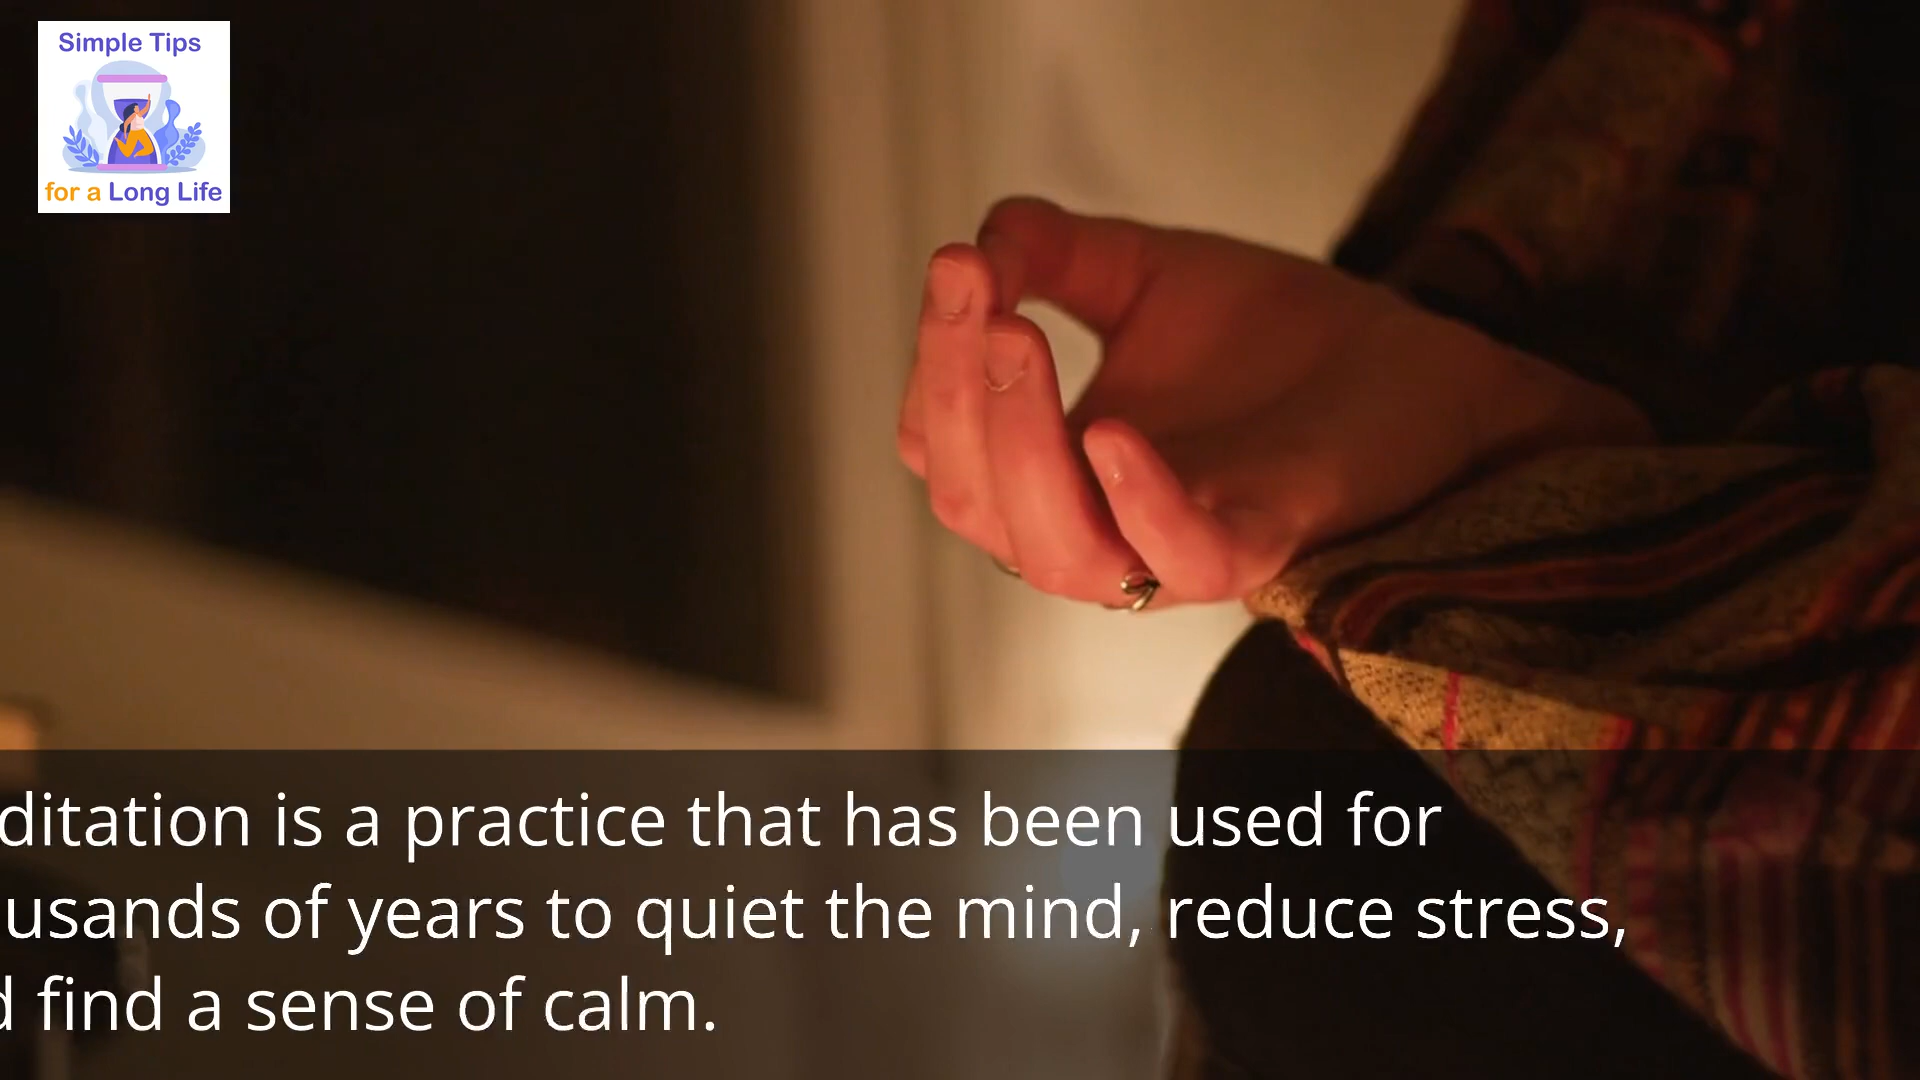 Simple Tips
for a Long Life
ditation is a practice that has been used for
usands of years to quiet the mind, reduce stress,
d find a sense of calm.